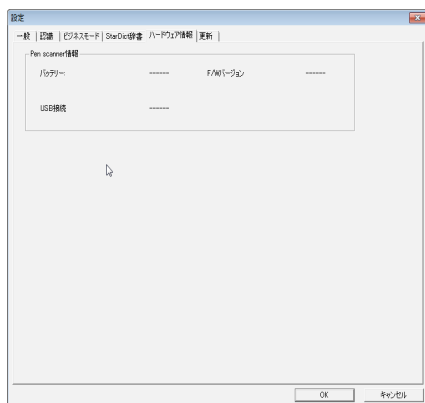 設定
一般 認識 ビジネスモード StarDict辞書 ハードウェア情報 更新
Pen scanner情報
バッテリー: ------ F/Wバージョン ------
USB接続 ------
OK キャンセル